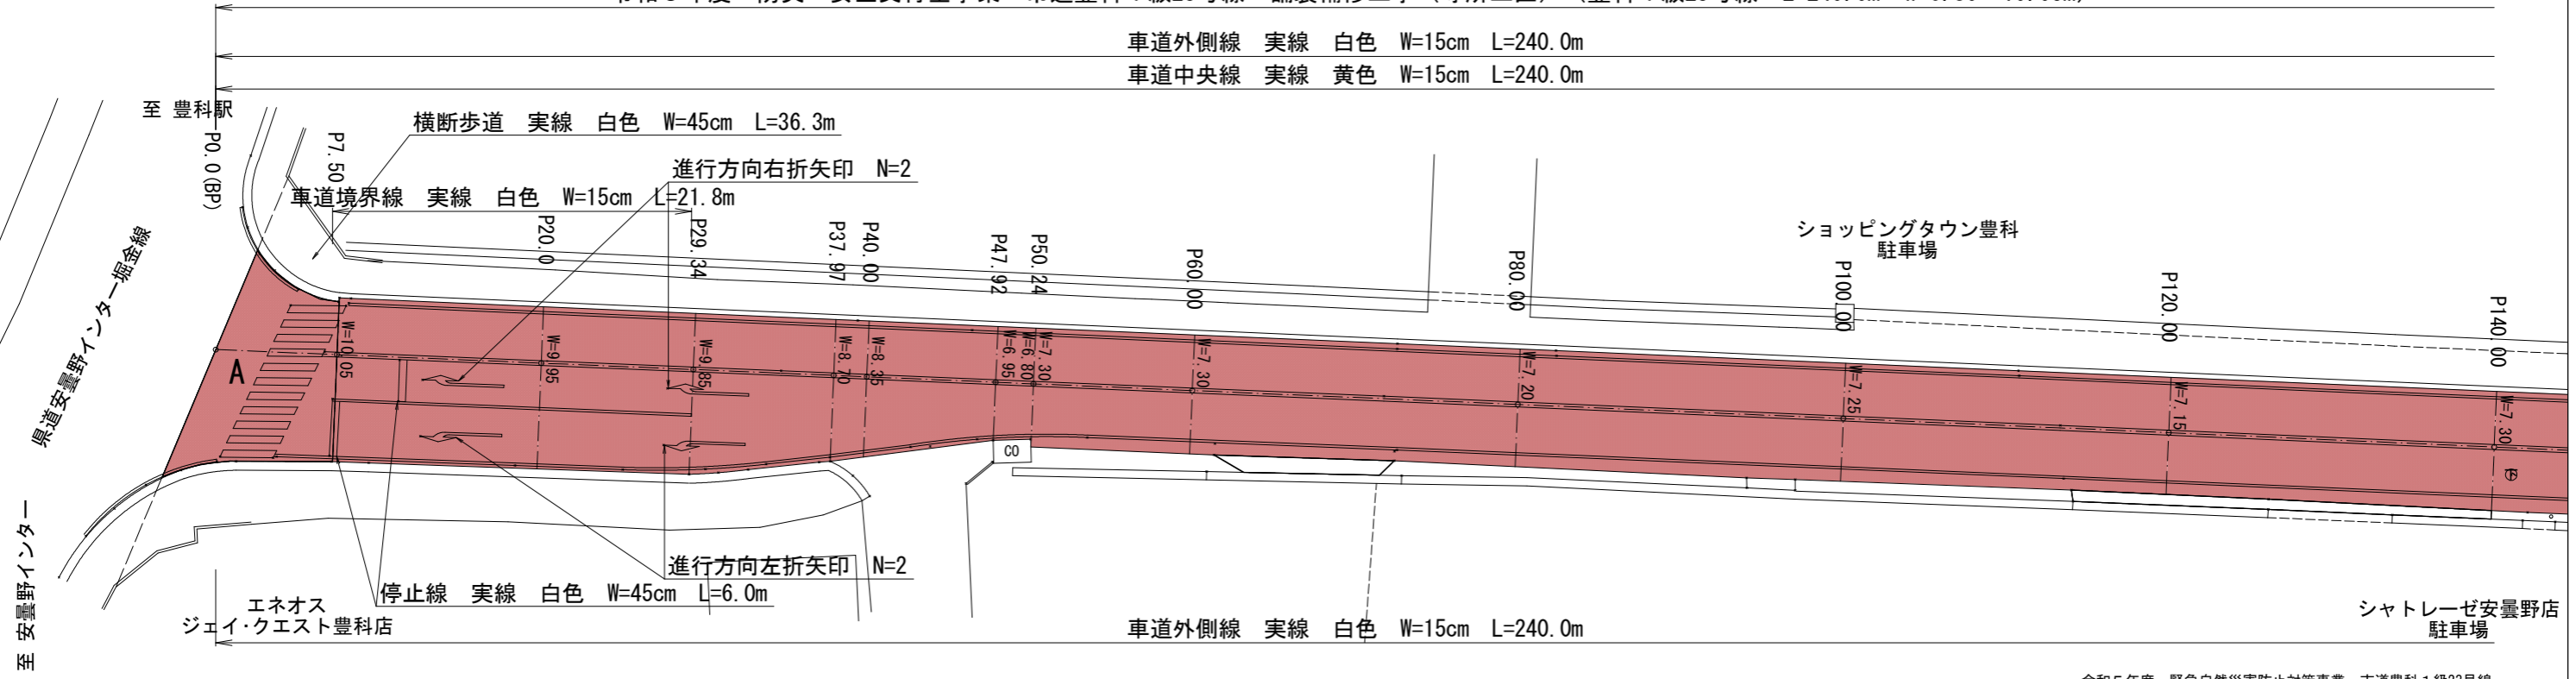 車道外側線　実線　白色　W=15cm　L=240.0m
車道中央線　実線　黄色　W=15cm　L=240.0m
至 豊科駅
横断歩道　実線　白色　W=45cm　L=36.3m
進行方向右折矢印　N=2
車道境界線　実線　白色　W=15cm　L=21.8m
P0.0(BP)
P7.50
P20.0
P29.34
P37.97
P40.00
P47.92
P50.24
P60.00
P80.00
P100.00
P120.00
P140.00
ショッピングタウン豊科
駐車場
県道安曇野インター堀金線
A
W=10.05
W=9.95
W=9.85
W=8.70
W=8.35
W=6.95
W=6.80
W=7.30
W=7.30
W=7.20
W=7.25
W=7.15
W=7.30
CO
進行方向左折矢印　N=2
停止線　実線　白色　W=45cm　L=6.0m
至 安曇野インター
エネオス
ジェイ・クエスト豊科店
車道外側線　実線　白色　W=15cm　L=240.0m
シャトレーゼ安曇野店
駐車場